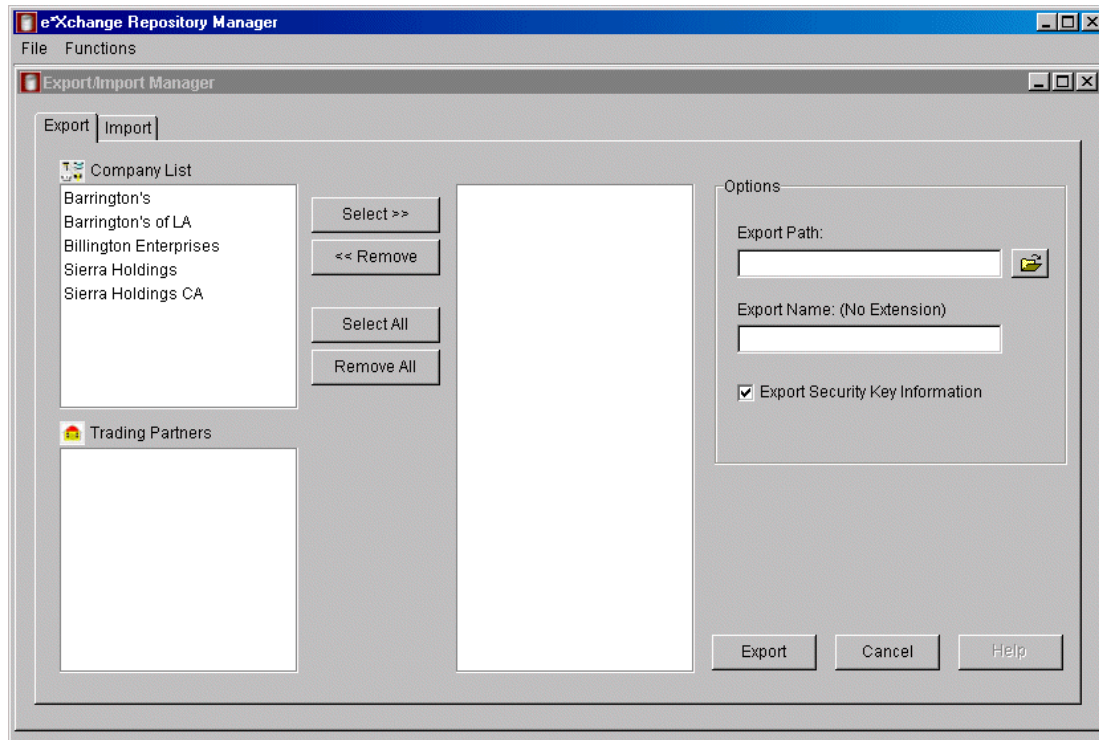 e*Xchange Repository Manager
File Functions
Export/Import Manager
Export Import
Company List
Barrington's
Barrington's of LA
Billington Enterprises
Sierra Holdings
Sierra Holdings CA
Select >>
<< Remove
Select All
Remove All
Trading Partners
Options
Export Path:
Export Name: (No Extension)
Export Security Key Information
Export Cancel Help